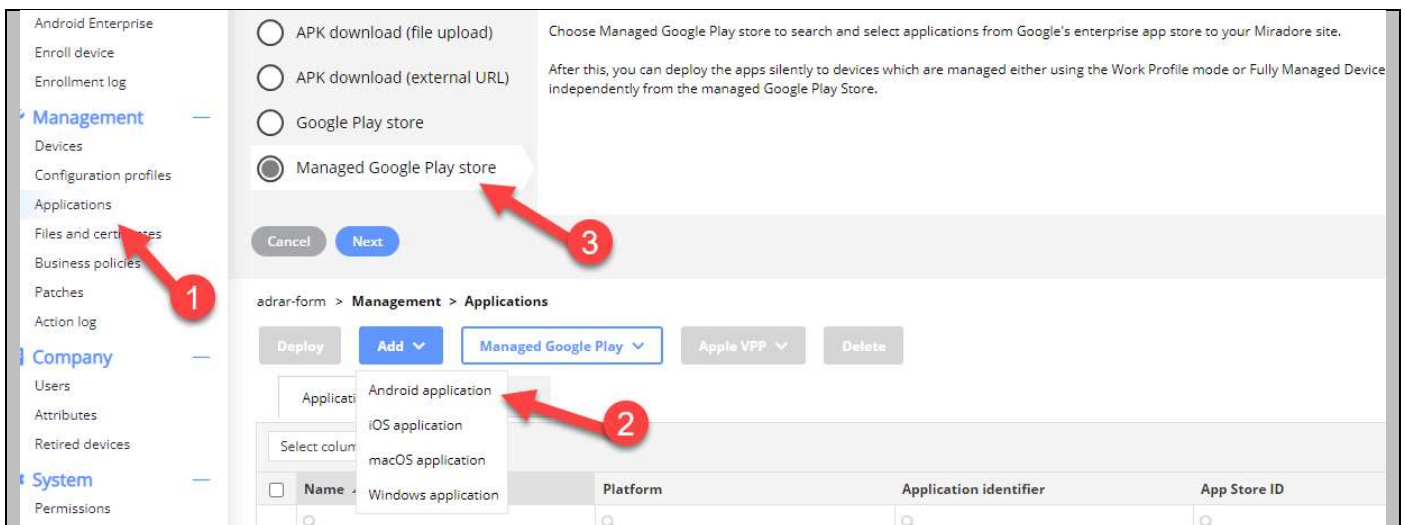 Android Enterprise
Enroll device
Enrollment log
Management
Devices
Configuration profiles
Applications
Files and certificates
Business policies
Patches
Action log
Company
Users
Attributes
Retired devices
System
Permissions
APK download (file upload)
APK download (external URL)
Google Play store
Managed Google Play store
Choose Managed Google Play store to search and select applications from Google's enterprise app store to your Miradore site.
After this, you can deploy the apps silently to devices which are managed either using the Work Profile mode or Fully Managed Device
independently from the managed Google Play Store.
Cancel Next
1
3
adrar-form > Management > Applications
Deploy Add Managed Google Play Apple VPP Delete
Applicati
Android application
iOS application
macOS application
Windows application
2
Select colum
Name Platform Application identifier App Store ID